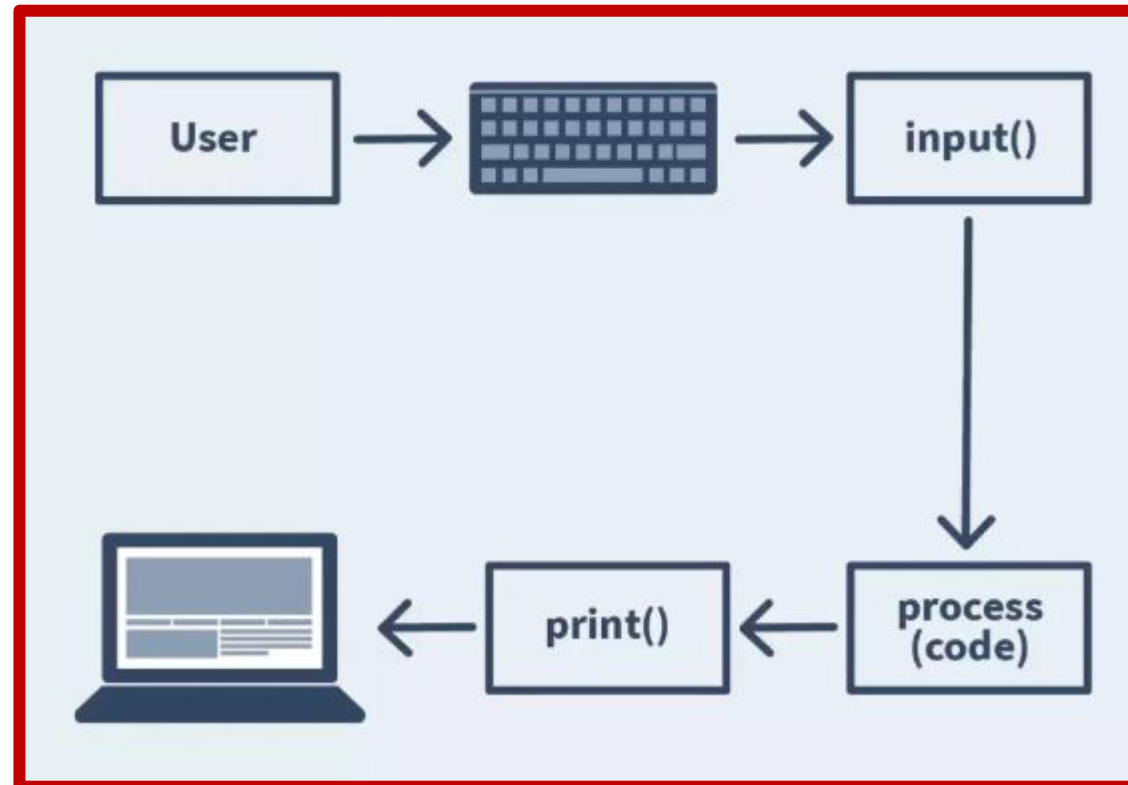 User
input()
process
(code)
print()